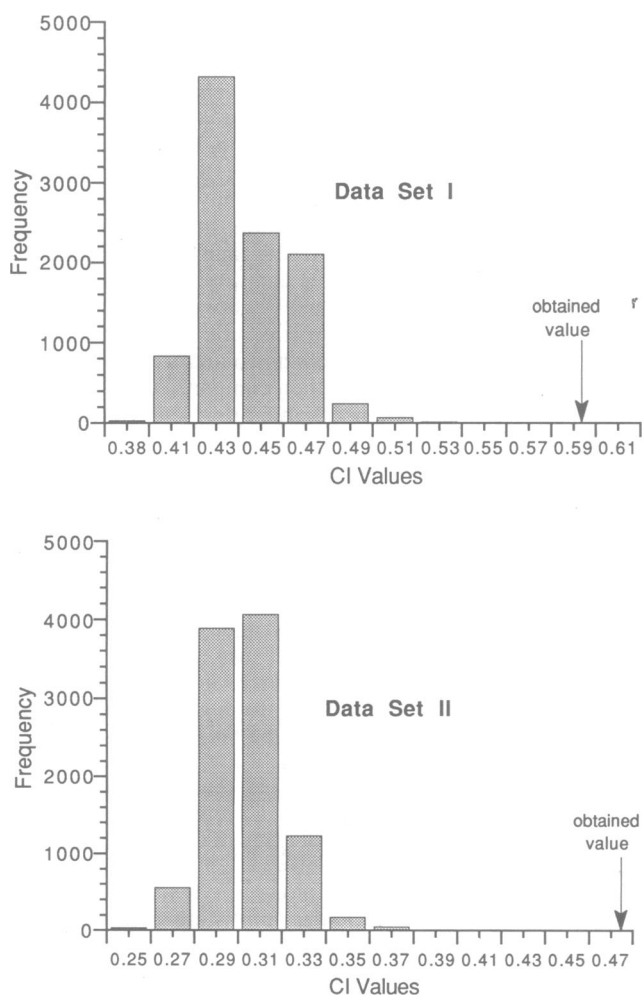 5000
4000
3000
2000
1000
0
Frequency
Data Set I
obtained
value
r
0.38 0.41 0.43 0.45 0.47 0.49 0.51 0.53 0.55 0.57 0.59 0.61
CI Values
5000
4000
3000
2000
1000
0
Frequency
Data Set II
obtained
value
0.25 0.27 0.29 0.31 0.33 0.35 0.37 0.39 0.41 0.43 0.45 0.47
CI Values